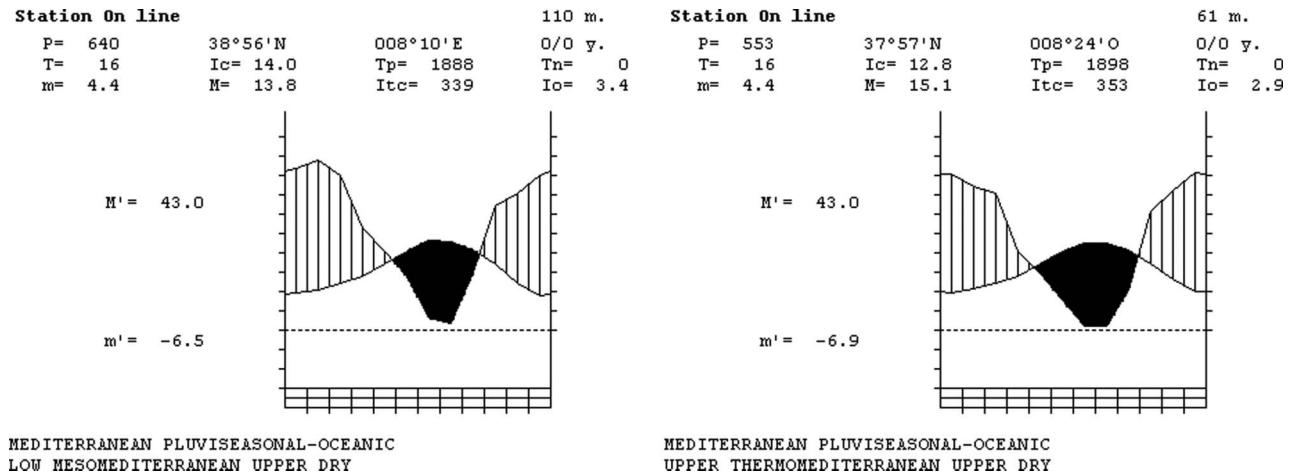 Station On line 110 m.
P= 640 38°56'N 008°10'E 0/0 y.
T= 16 Ic= 14.0 Tp= 1888 Tn= 0
m= 4.4 M= 13.8 Itc= 339 Io= 3.4
M'= 43.0
m'= -6.5
MEDITERRANEAN PLUVISEASONAL-OCEANIC
LOW MESOMEDITERRANEAN UPPER DRY
Station On line 61 m.
P= 553 37°57'N 008°24'O 0/0 y.
T= 16 Ic= 12.8 Tp= 1898 Tn= 0
m= 4.4 M= 15.1 Itc= 353 Io= 2.9
M'= 43.0
m'= -6.9
MEDITERRANEAN PLUVISEASONAL-OCEANIC
UPPER THERMOMEDITERRANEAN UPPER DRY